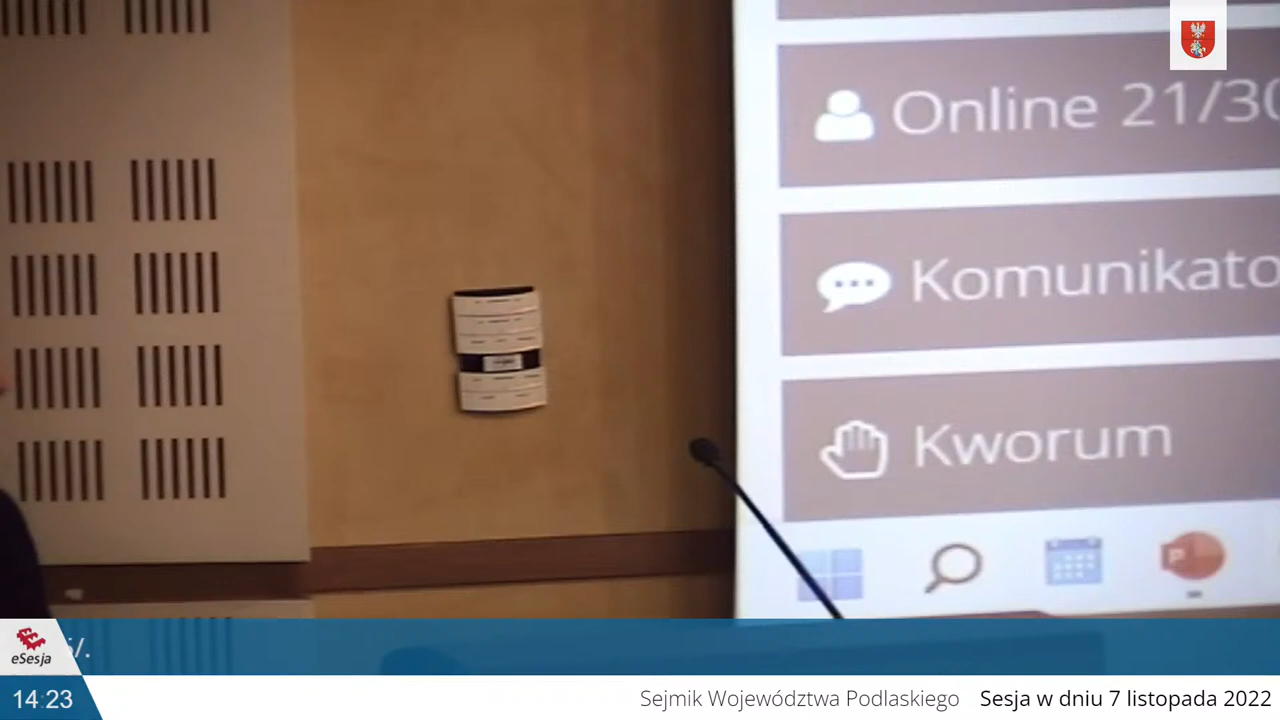 Online 21/30
Komunikato
Kworum
P
/.
eSesja
14:23
Sejmik Województwa Podlaskiego Sesja w dniu 7 listopada 2022